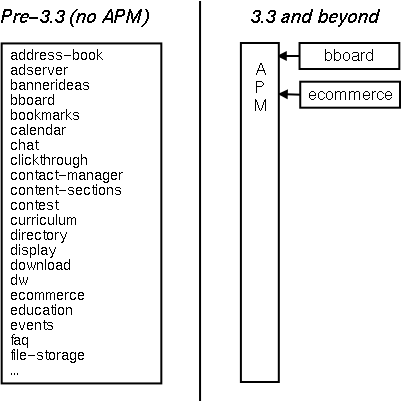 Pre-3.3 (no APM)
address-book
adserver
bannerideas
bboard
bookmarks
calendar
chat
clickthrough
contact-manager
content-sections
contest
curriculum
directory
display
download
dw
ecommerce
education
events
faq
file-storage
...
3.3 and beyond
A
P
M
bboard
ecommerce